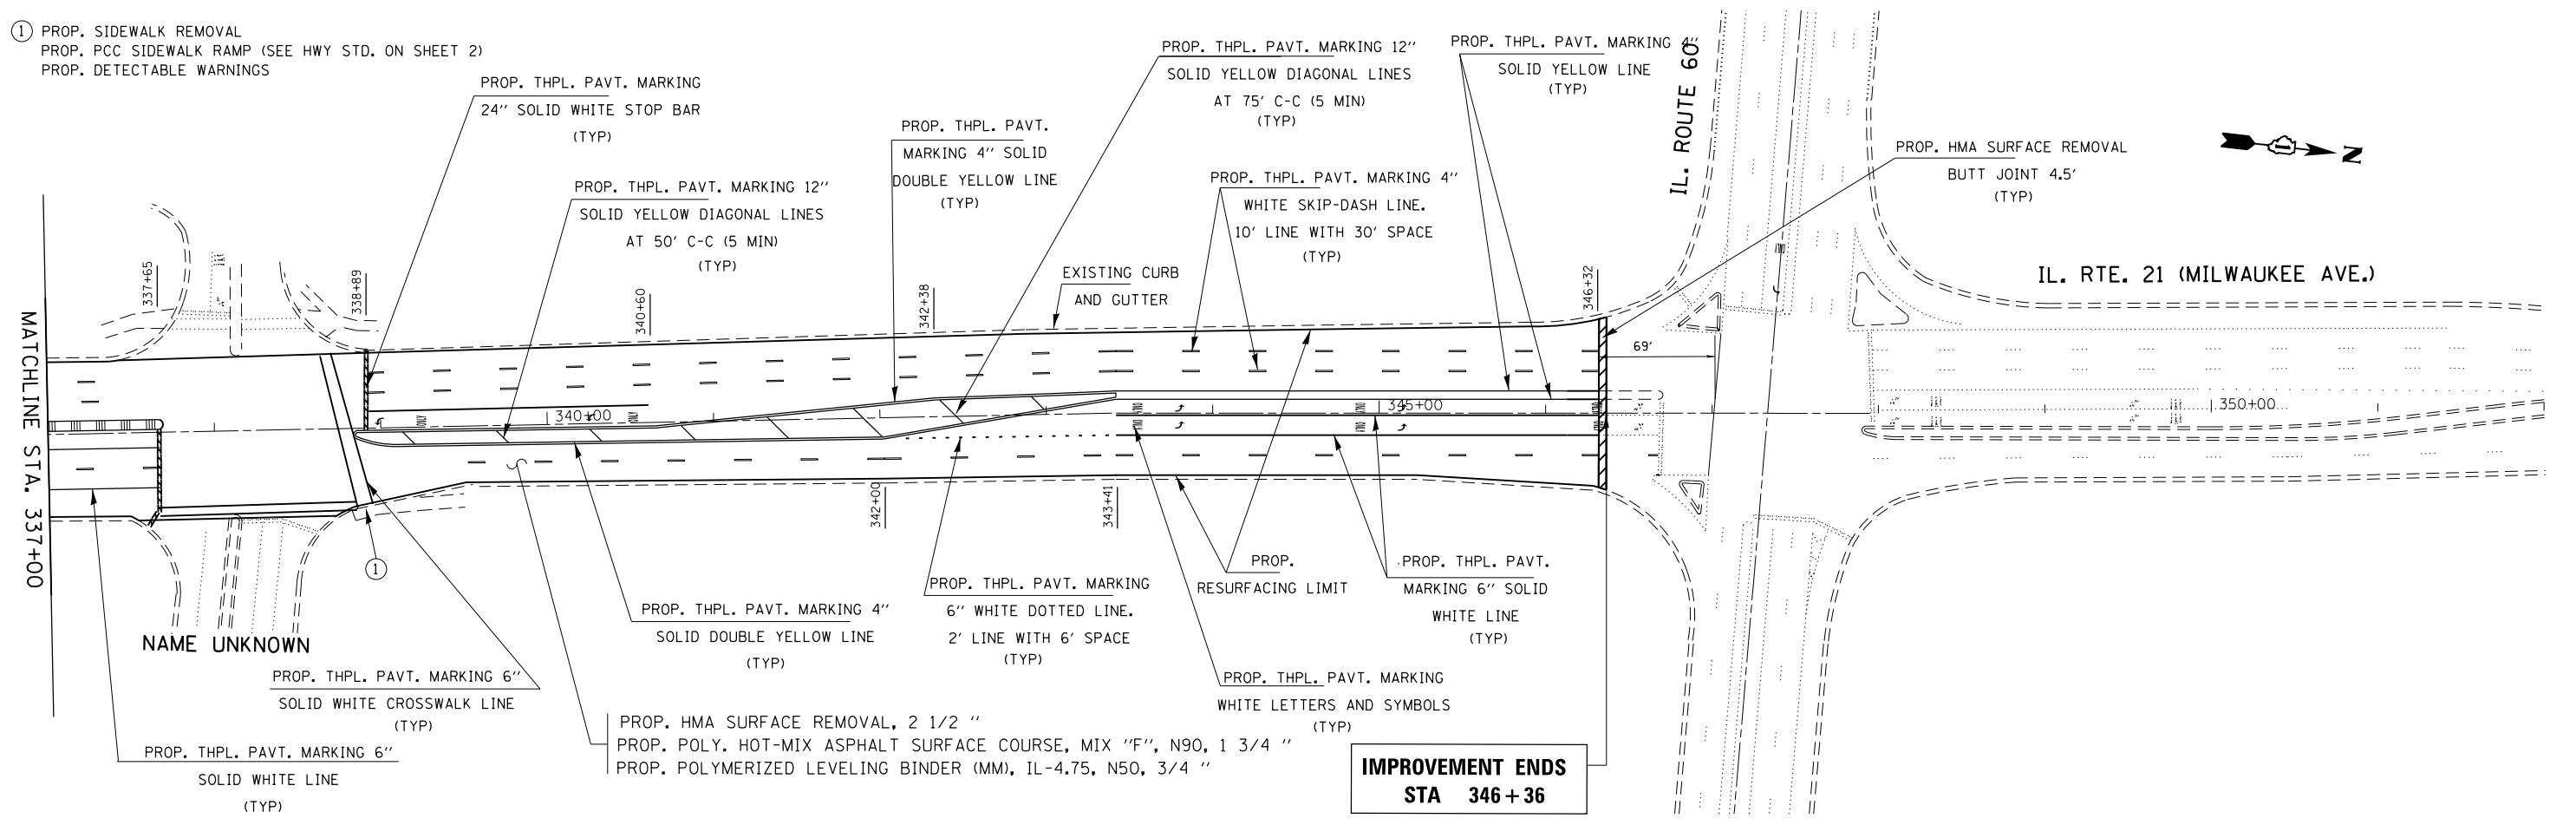 1 PROP. SIDEWALK REMOVAL
PROP. PCC SIDEWALK RAMP (SEE HWY STD. ON SHEET 2)
PROP. DETECTABLE WARNINGS
PROP. THPL. PAVT. MARKING
24'' SOLID WHITE STOP BAR
(TYP)
PROP. THPL. PAVT. MARKING 12''
SOLID YELLOW DIAGONAL LINES
AT 50' C-C (5 MIN)
(TYP)
PROP. THPL. PAVT.
MARKING 4'' SOLID
DOUBLE YELLOW LINE
(TYP)
PROP. THPL. PAVT. MARKING 12''
SOLID YELLOW DIAGONAL LINES
AT 75' C-C (5 MIN)
(TYP)
PROP. THPL. PAVT. MARKING 4''
WHITE SKIP-DASH LINE.
10' LINE WITH 30' SPACE
(TYP)
EXISTING CURB
AND GUTTER
PROP. THPL. PAVT. MARKING 4''
SOLID YELLOW LINE
(TYP)
IL. ROUTE 60
PROP. HMA SURFACE REMOVAL
BUTT JOINT 4.5'
(TYP)
N
IL. RTE. 21 (MILWAUKEE AVE.)
MATCHLINE STA. 337+00
337+65
338+89
340+60
342+38
346+32
69'
ONLY
ONLY
340+00
345+00
350+00
ONLY
ONLY
ONLY
ONLY
342+00
343+41
1
NAME UNKNOWN
PROP. THPL. PAVT. MARKING 6''
SOLID WHITE CROSSWALK LINE
(TYP)
PROP. THPL. PAVT. MARKING 6''
SOLID WHITE LINE
(TYP)
PROP. THPL. PAVT. MARKING 4''
SOLID DOUBLE YELLOW LINE
(TYP)
PROP. THPL. PAVT. MARKING
6'' WHITE DOTTED LINE.
2' LINE WITH 6' SPACE
(TYP)
PROP.
RESURFACING LIMIT
PROP. THPL. PAVT.
MARKING 6'' SOLID
WHITE LINE
(TYP)
PROP. THPL. PAVT. MARKING
WHITE LETTERS AND SYMBOLS
(TYP)
PROP. HMA SURFACE REMOVAL, 2 1/2 ''
PROP. POLY. HOT-MIX ASPHALT SURFACE COURSE, MIX "F", N90, 1 3/4 ''
PROP. POLYMERIZED LEVELING BINDER (MM), IL-4.75, N50, 3/4 ''
IMPROVEMENT ENDS
STA 346+36